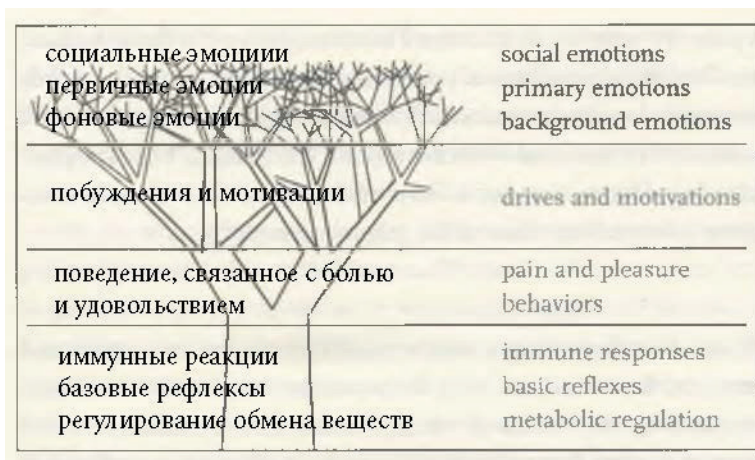 социальные эмоциии
первичные эмоции
фоновые эмоции
social emotions
primary emotions
background emotions
побуждения и мотивации
drives and motivations
поведение, связанное с болью
и удовольствием
pain and pleasure
behaviors
иммунные реакции
базовые рефлексы
регулирование обмена веществ
immune responses
basic reflexes
metabolic regulation